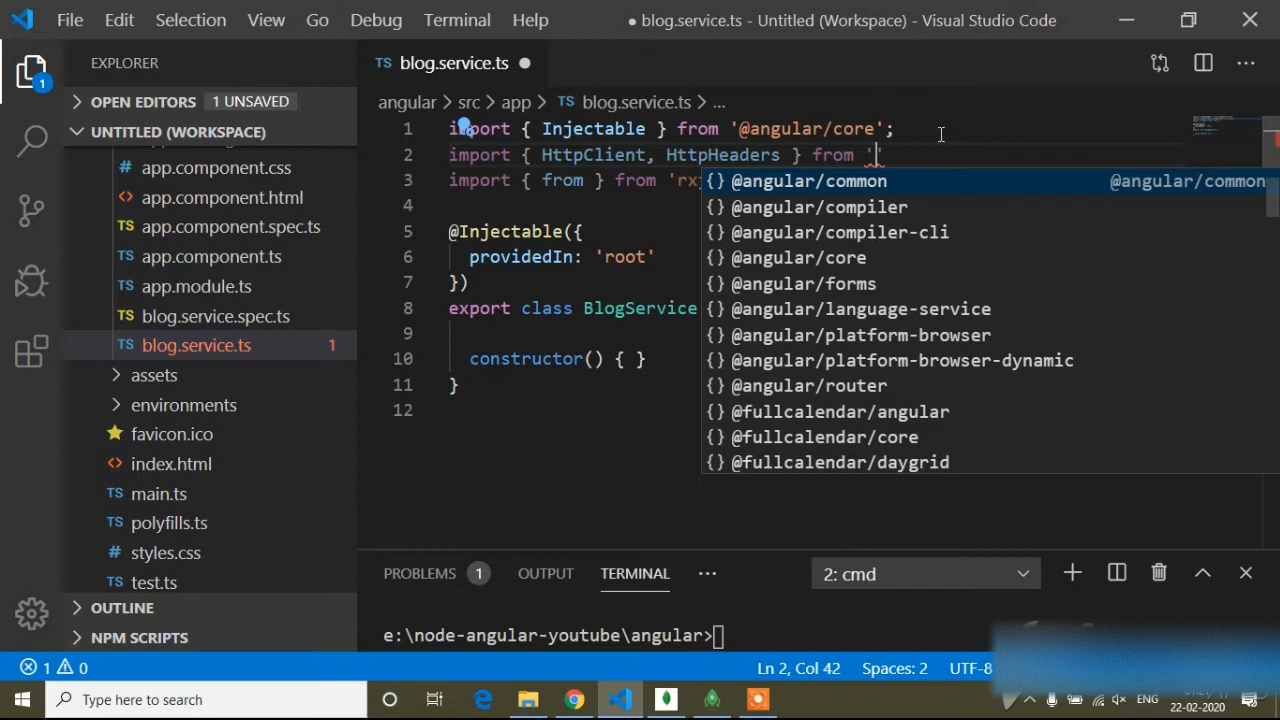 File Edit Selection View Go Debug Terminal Help
● blog.service.ts - Untitled (Workspace) - Visual Studio Code
1
EXPLORER
OPEN EDITORS 1 UNSAVED
UNTITLED (WORKSPACE)
app.component.css
app.component.html
TS app.component.spec.ts
TS app.component.ts
TS app.module.ts
TS blog.service.spec.ts
TS blog.service.ts 1
assets
environments
favicon.ico
index.html
TS main.ts
TS polyfills.ts
# styles.css
TS test.ts
OUTLINE
NPM SCRIPTS
TS blog.service.ts ●
angular > src > app > TS blog.service.ts > ...
1 import { Injectable } from '@angular/core';
2 import { HttpClient, HttpHeaders } from ''
3 import { from } from 'rx
4
5 @Injectable({
6 providedIn: 'root'
7 })
8 export class BlogService
9
10 constructor() { }
11 }
12
{} @angular/common @angular/common
{} @angular/compiler
{} @angular/compiler-cli
{} @angular/core
{} @angular/forms
{} @angular/language-service
{} @angular/platform-browser
{} @angular/platform-browser-dynamic
{} @angular/router
{} @fullcalendar/angular
{} @fullcalendar/core
{} @fullcalendar/daygrid
PROBLEMS 1 OUTPUT TERMINAL ... 2: cmd
e:\node-angular-youtube\angular>
1 0 Ln 2, Col 42 Spaces: 2 UTF-8
Type here to search
ENG
22-02-2020